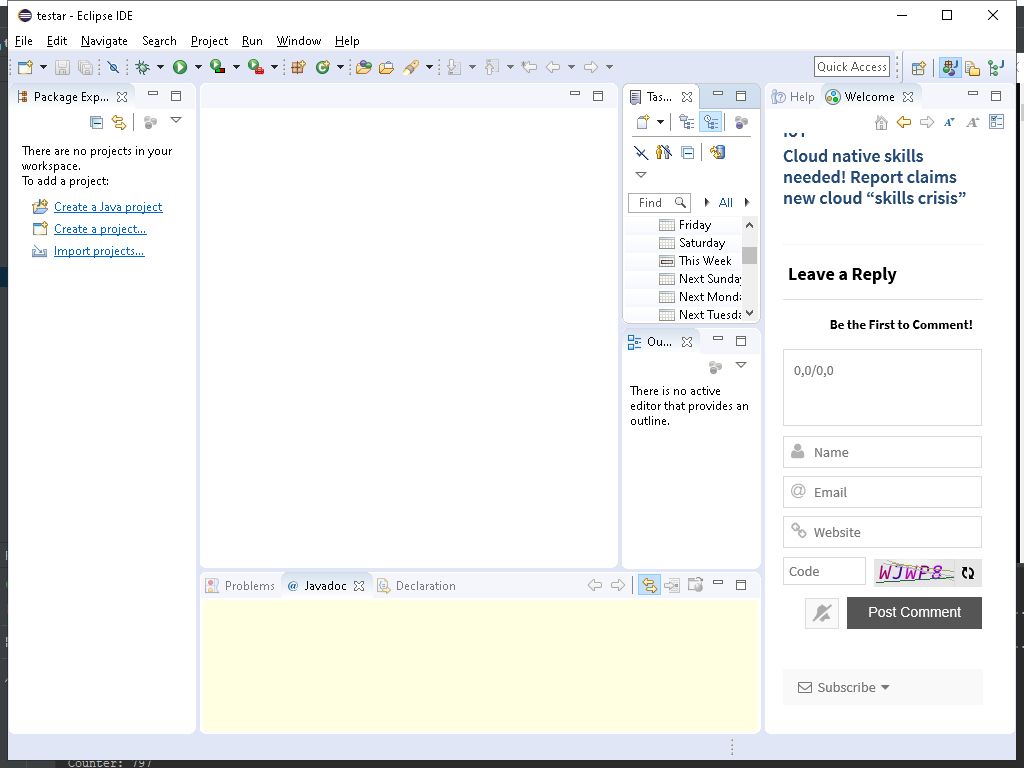 testar - Eclipse IDE
File Edit Navigate Search Project Run Window Help
Quick Access
Package Exp...
There are no projects in your
workspace.
To add a project:
Create a Java project
Create a project...
Import projects...
Tas...
Find
All
Friday
Saturday
This Week
Next Sunday
Next Monda
Next Tuesda
Ou...
There is no active
editor that provides an
outline.
Problems
@ Javadoc
Declaration
Help
Welcome
IoT
Cloud native skills
needed! Report claims
new cloud “skills crisis”
Leave a Reply
Be the First to Comment!
0,0/0,0
Name
@ Email
Website
Code
WJWP8
Post Comment
Subscribe
Counter: 797